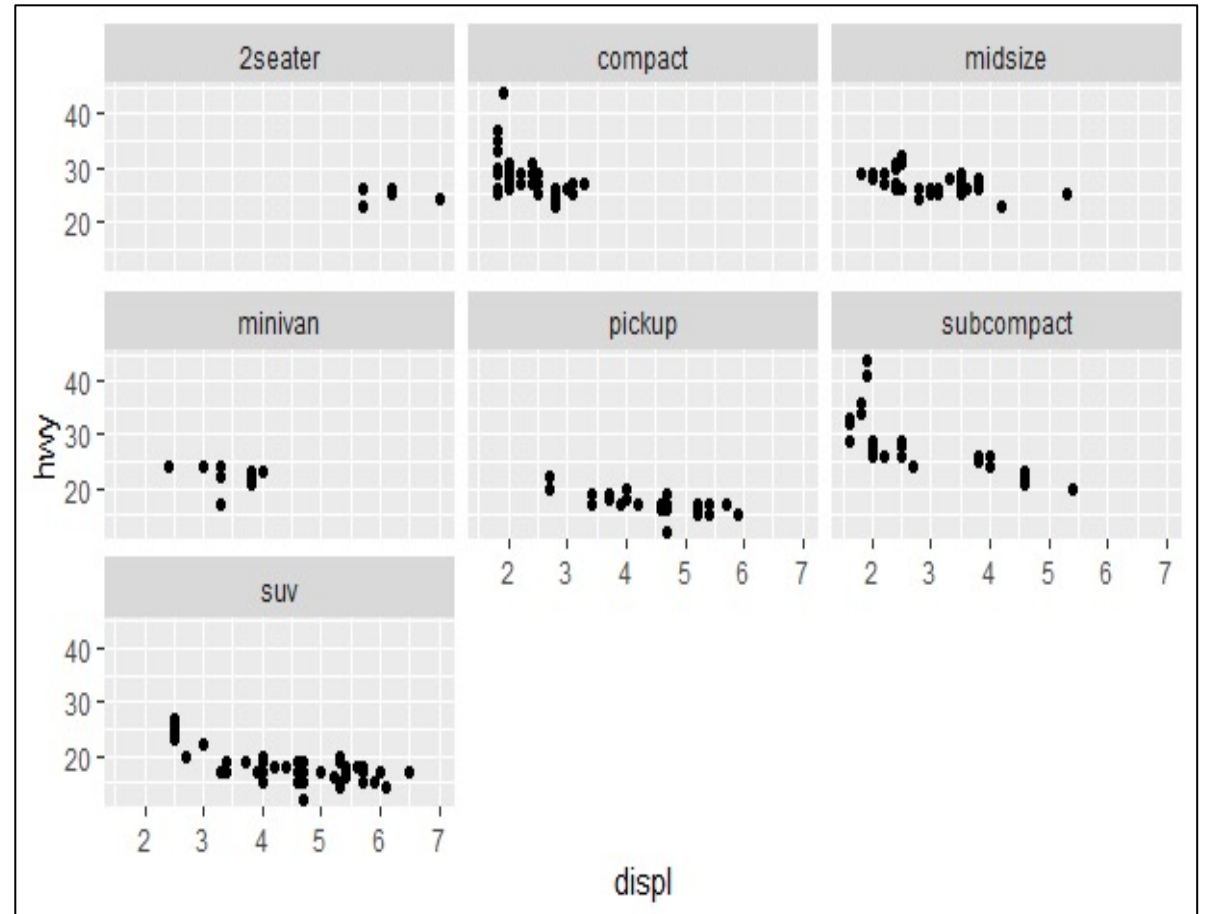 2seater compact midsize
40
30
20
minivan pickup subcompact
40
30
20
hwy
2 3 4 5 6 7 2 3 4 5 6 7
suv
40
30
20
2 3 4 5 6 7
displ